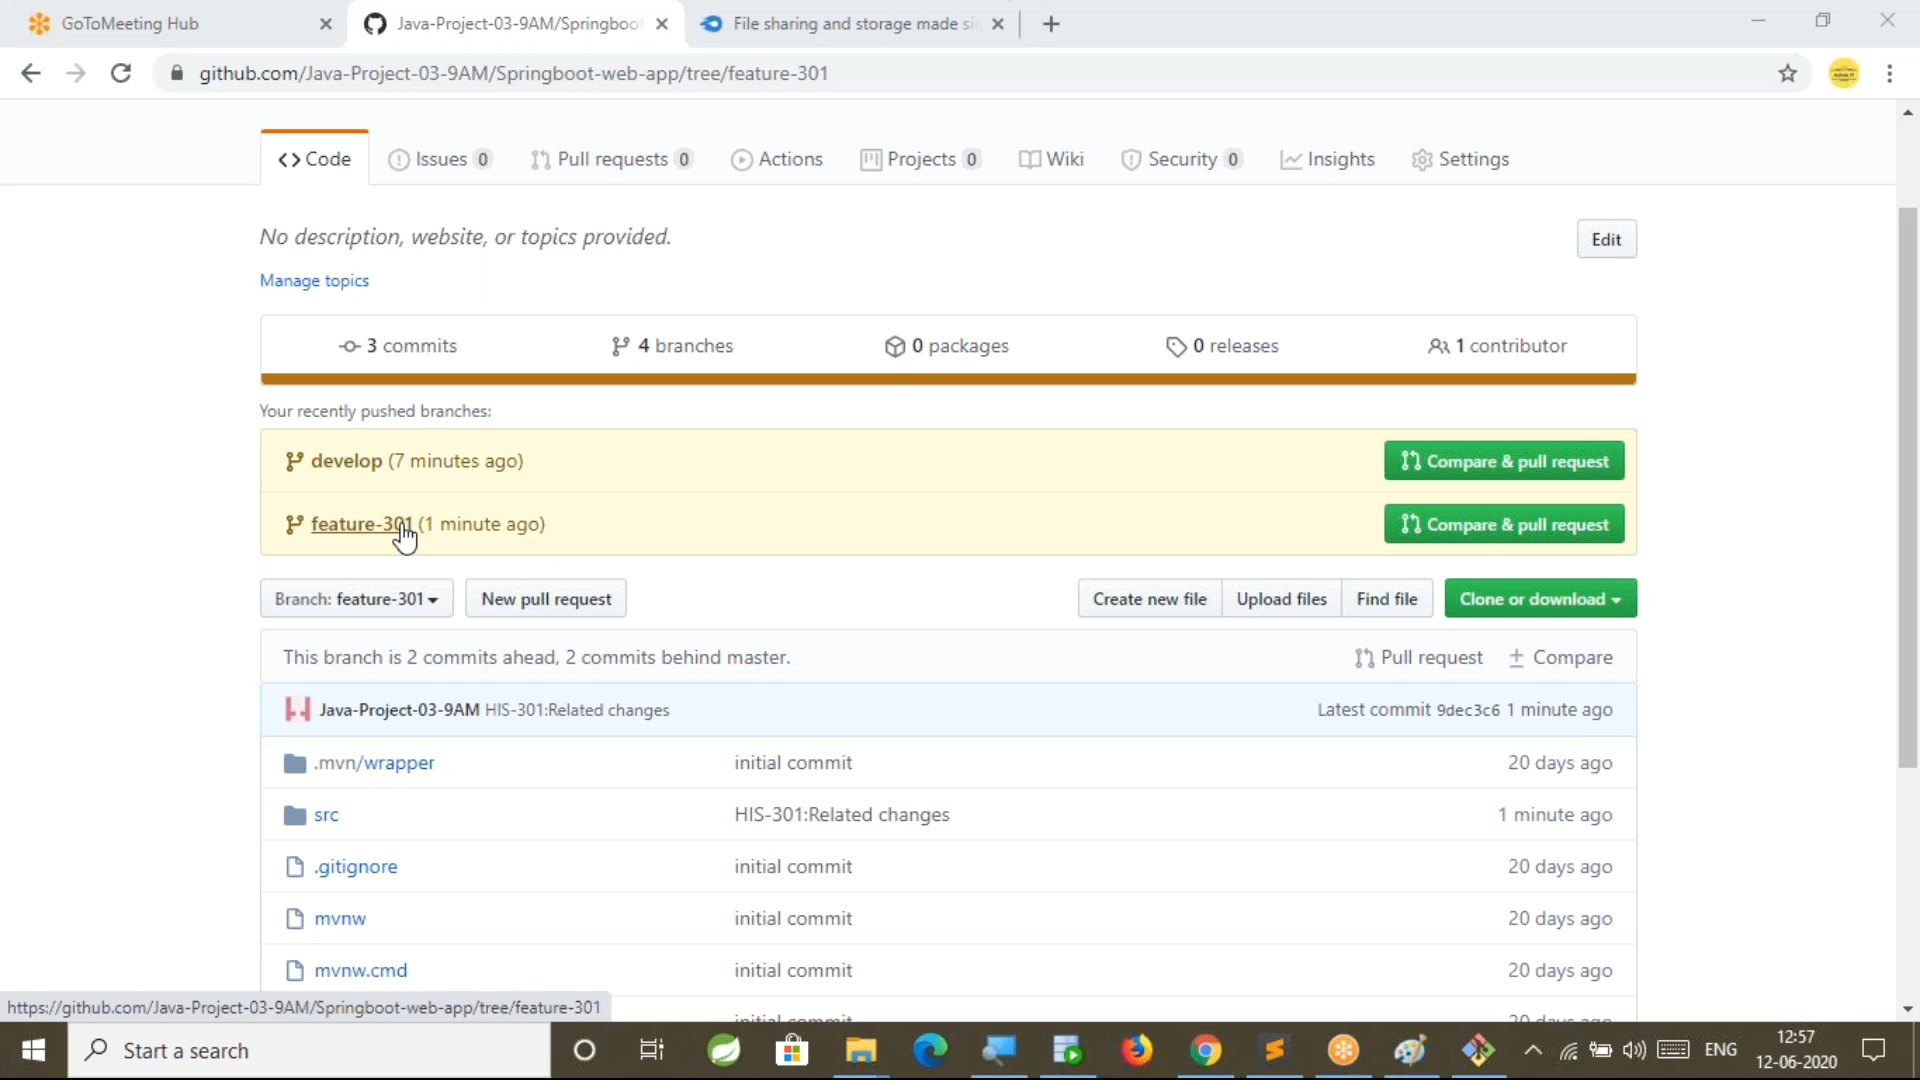 GoToMeeting Hub
Java-Project-03-9AM/Springboo
File sharing and storage made si
github.com/Java-Project-03-9AM/Springboot-web-app/tree/feature-301
Code
Issues 0
Pull requests 0
Actions
Projects 0
Wiki
Security 0
Insights
Settings
No description, website, or topics provided.
Edit
Manage topics
3 commits
4 branches
0 packages
0 releases
1 contributor
Your recently pushed branches:
develop (7 minutes ago)
Compare & pull request
feature-301 (1 minute ago)
Compare & pull request
Branch: feature-301
New pull request
Create new file
Upload files
Find file
Clone or download
This branch is 2 commits ahead, 2 commits behind master.
Pull request
Compare
Java-Project-03-9AM HIS-301:Related changes
Latest commit 9dec3c6 1 minute ago
.mvn/wrapper
initial commit
20 days ago
src
HIS-301:Related changes
1 minute ago
.gitignore
initial commit
20 days ago
mvnw
initial commit
20 days ago
mvnw.cmd
initial commit
20 days ago
initial commit
20 days ago
https://github.com/Java-Project-03-9AM/Springboot-web-app/tree/feature-301
Start a search
ENG
12:57
12-06-2020